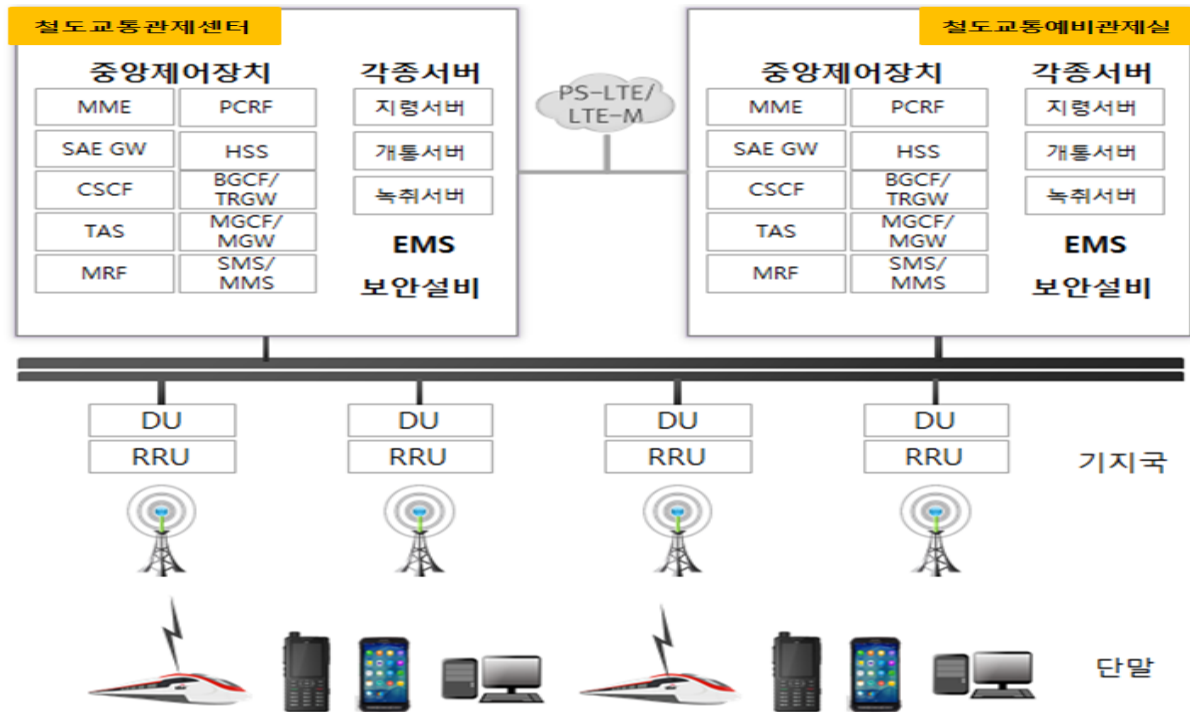 철도교통관제센터
중앙제어장치
각종서버
MME
PCRF
지령서버
SAE GW
HSS
개통서버
CSCF
BGCF/
TRGW
녹취서버
TAS
MGCF/
MGW
EMS
MRF
SMS/
MMS
보안설비
PS-LTE/
LTE-M
철도교통예비관제실
중앙제어장치
각종서버
MME
PCRF
지령서버
SAE GW
HSS
개통서버
CSCF
BGCF/
TRGW
녹취서버
TAS
MGCF/
MGW
EMS
MRF
SMS/
MMS
보안설비
DU
DU
DU
DU
RRU
RRU
RRU
RRU
기지국
단말